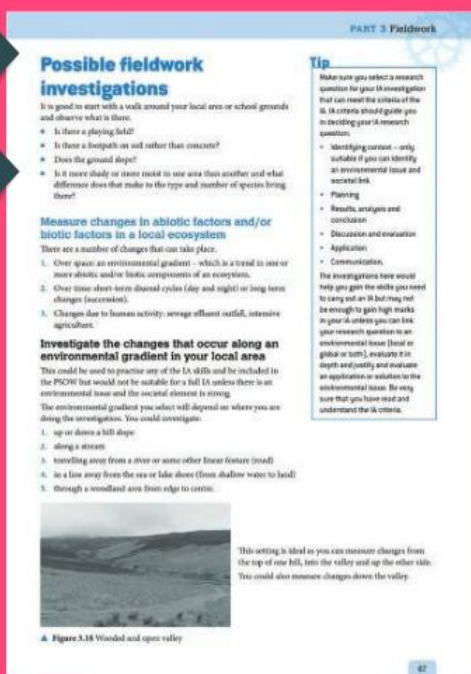 PART 3 Fieldwork
Possible fieldwork
investigations
It is good to start with a walk around your local area or school grounds
and observe what is there.
• Is there a playing field?
• Is there a footpath on soil rather than concrete?
• Does the ground slope?
• Is it more shady or more moist in one area than another and what
difference does that make to the type and number of species living
there?
Measure changes in abiotic factors and/or
biotic factors in a local ecosystem
There are a number of changes that can take place.
1. Over space: an environmental gradient – which is a trend in one or
more abiotic and/or biotic components of an ecosystem.
2. Over time: short-term diurnal cycles (day and night) or long-term
changes (succession).
3. Changes due to human activity: sewage effluent outfall, intensive
agriculture.
Investigate the changes that occur along an
environmental gradient in your local area
This could be used to practise any of the IA skills and be included in
the PSOW but would not be suitable for a full IA unless there is an
environmental issue and the societal element is strong.
The environmental gradient you select will depend on where you are
doing the investigation. You could investigate:
1. up or down a hill slope
2. along a stream
3. travelling away from a river or some other linear feature (road)
4. in a line away from the sea or lake shore (from shallow water to land)
5. through a woodland area from edge to centre.
This setting is ideal as you can measure changes from
the top of one hill, into the valley and up the other side.
You could also measure changes down the valley.
▲ Figure 3.18 Wooded and open valley
Tip
Make sure you select a research
question for your IA investigation
that can meet the criteria of the
IA. IA criteria should guide you
in deciding your IA research
question:
• Identifying context – only
suitable if you can identify
an environmental issue and
societal link
• Planning
• Results, analysis and
conclusion
• Discussion and evaluation
• Application
• Communication.
The investigations here would
help you gain the skills you need
to carry out an IA but may not
be enough to gain high marks
in your IA unless you can link
your research question to an
environmental issue (local or
global or both), evaluate it in
depth and justify and evaluate
an application or solution to the
environmental issue. Be very
sure that you have read and
understand the IA criteria.